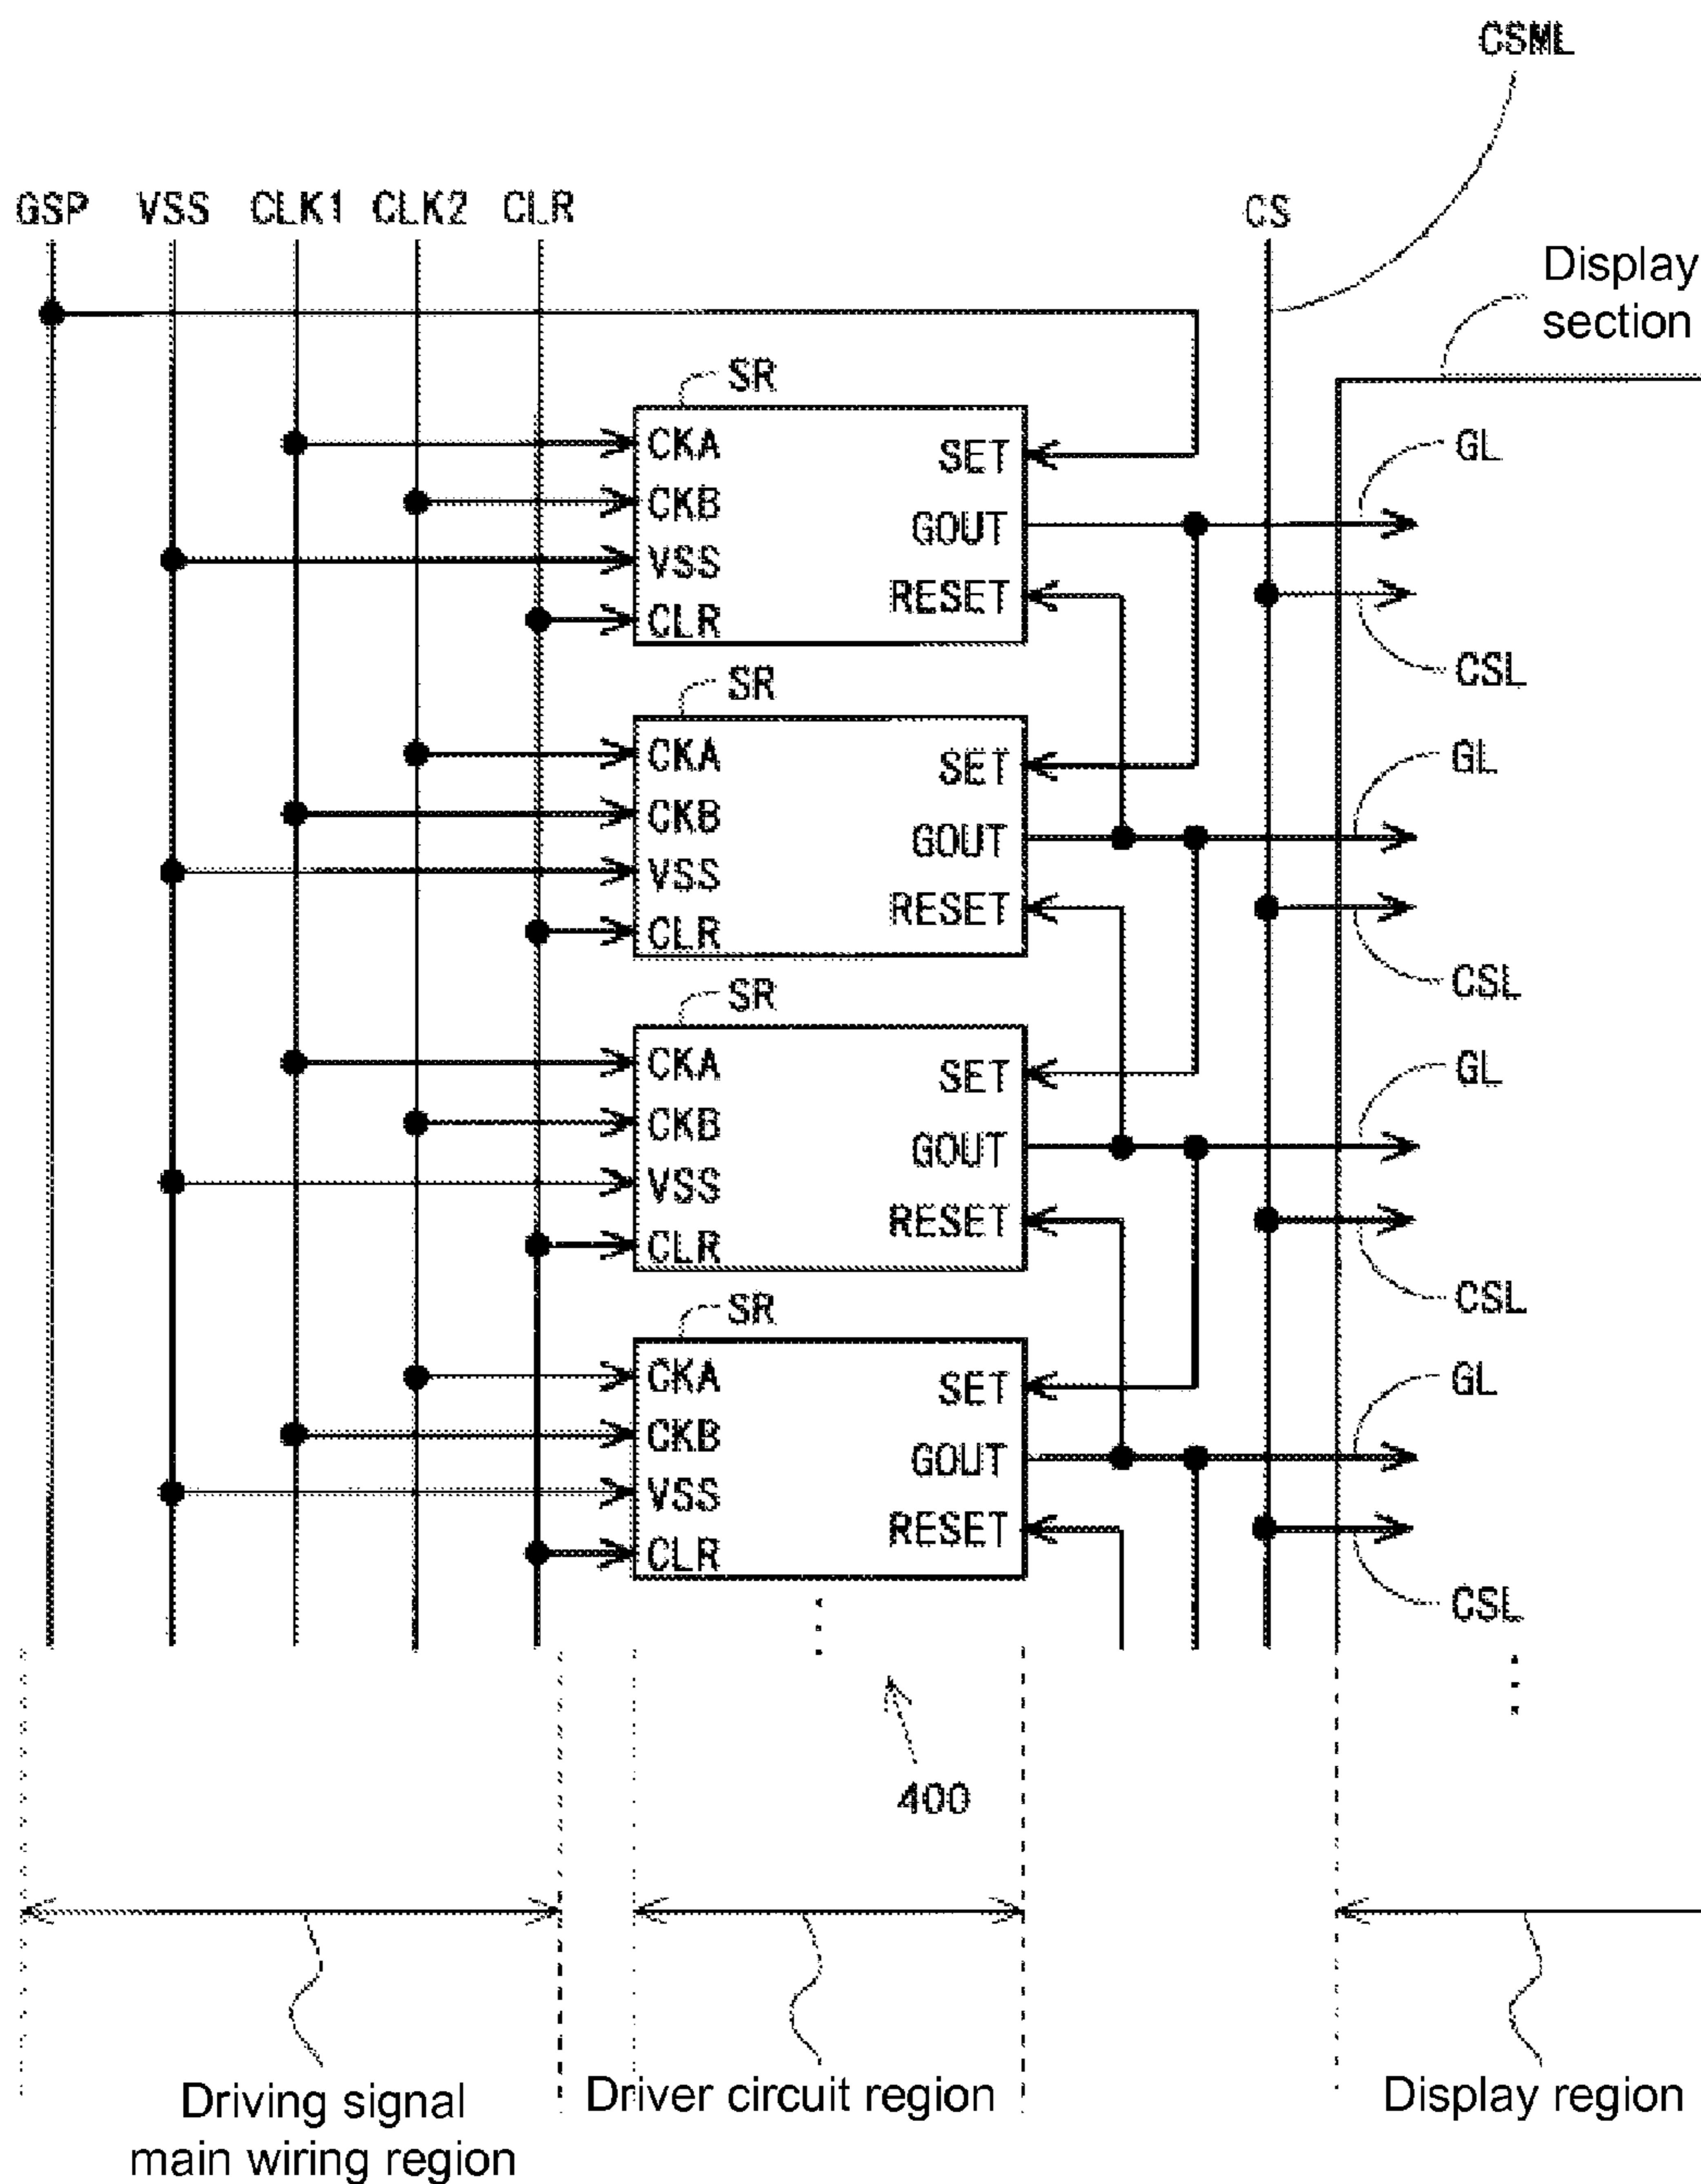 CSML
GSP VSS CLK1 CLK2 CLR CS
Display
section
SR
CKA SET GL
CKB GOUT
VSS RESET
CLR CSL
SR
CKA SET GL
CKB GOUT
VSS RESET
CLR CSL
SR
CKA SET GL
CKB GOUT
VSS RESET
CLR CSL
SR
CKA SET GL
CKB GOUT
VSS RESET
CLR CSL
400
Driving signal
main wiring region
Driver circuit region
Display region